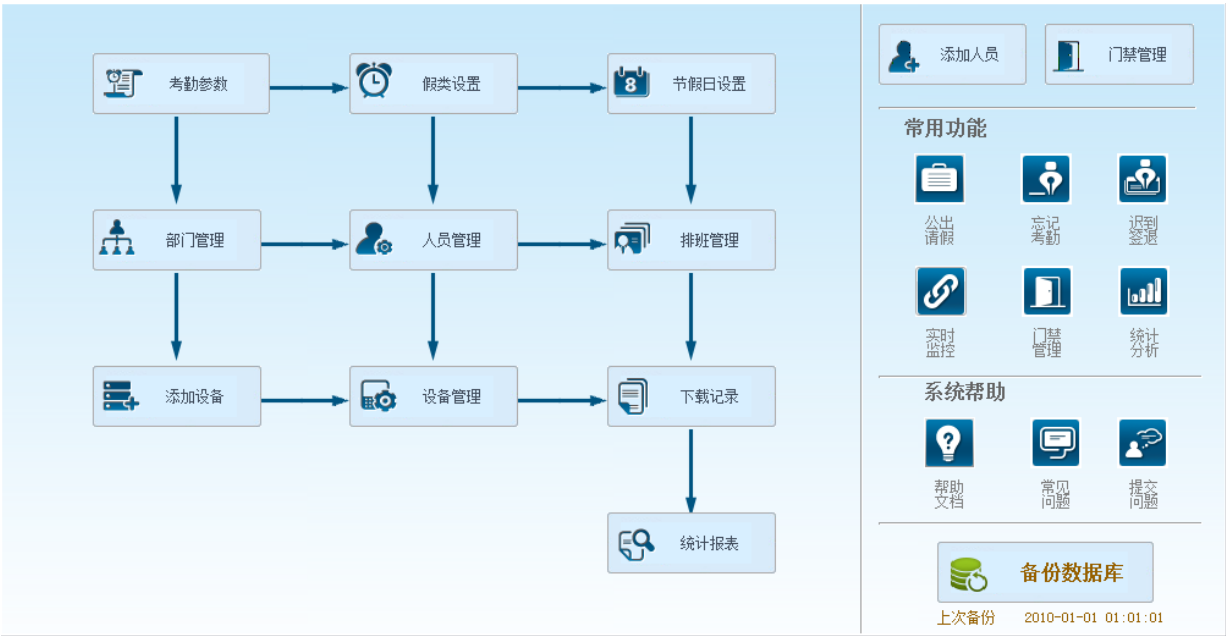 考勤参数
假类设置
节假日设置
部门管理
人员管理
排班管理
添加设备
设备管理
下载记录
统计报表
添加人员
门禁管理
常用功能
公出
请假
忘记
考勤
迟到
签退
实时
监控
门禁
管理
统计
分析
系统帮助
帮助
文档
常见
问题
提交
问题
备份数据库
上次备份 2010-01-01 01:01:01
8